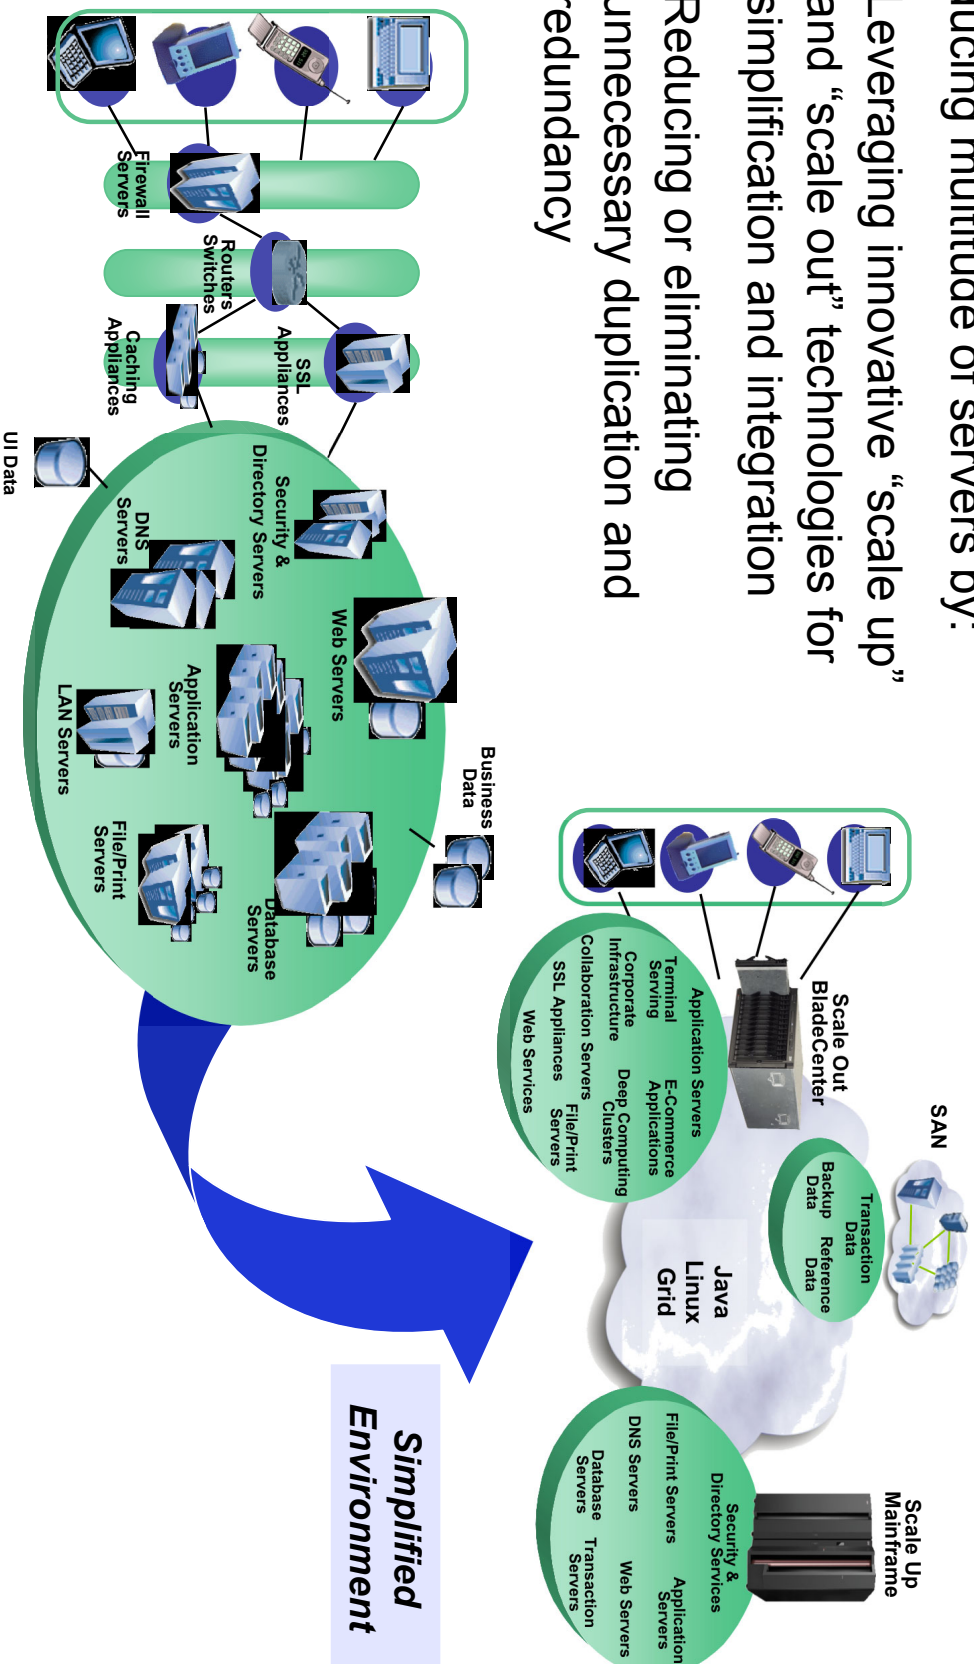 ducing multitude of servers by:
Leveraging innovative “scale up”
and “scale out” technologies for
simplification and integration
Reducing or eliminating
unnecessary duplication and
redundancy
Firewall
Servers
Routers
Switches
SSL
Appliances
Caching
Appliances
UI Data
Security &
Directory Servers
DNS
Servers
Web Servers
Application
Servers
LAN Servers
Business
Data
Database
Servers
File/Print
Servers
Scale Out
BladeCenter
Application Servers
Terminal
Serving
E-Commerce
Applications
Corporate
Infrastructure
Deep Computing
Clusters
Collaboration Servers
SSL Appliances
File/Print
Servers
Web Services
SAN
Transaction
Data
Backup
Data
Reference
Data
Java
Linux
Grid
Scale Up
Mainframe
Security &
Directory Services
File/Print Servers
Application
Servers
DNS Servers
Web Servers
Database
Servers
Transaction
Servers
Simplified
Environment